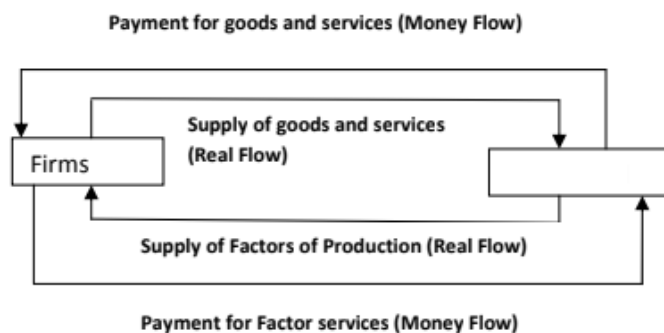 Payment for goods and services (Money Flow)
Supply of goods and services
(Real Flow)
Firms
Supply of Factors of Production (Real Flow)
Payment for Factor services (Money Flow)